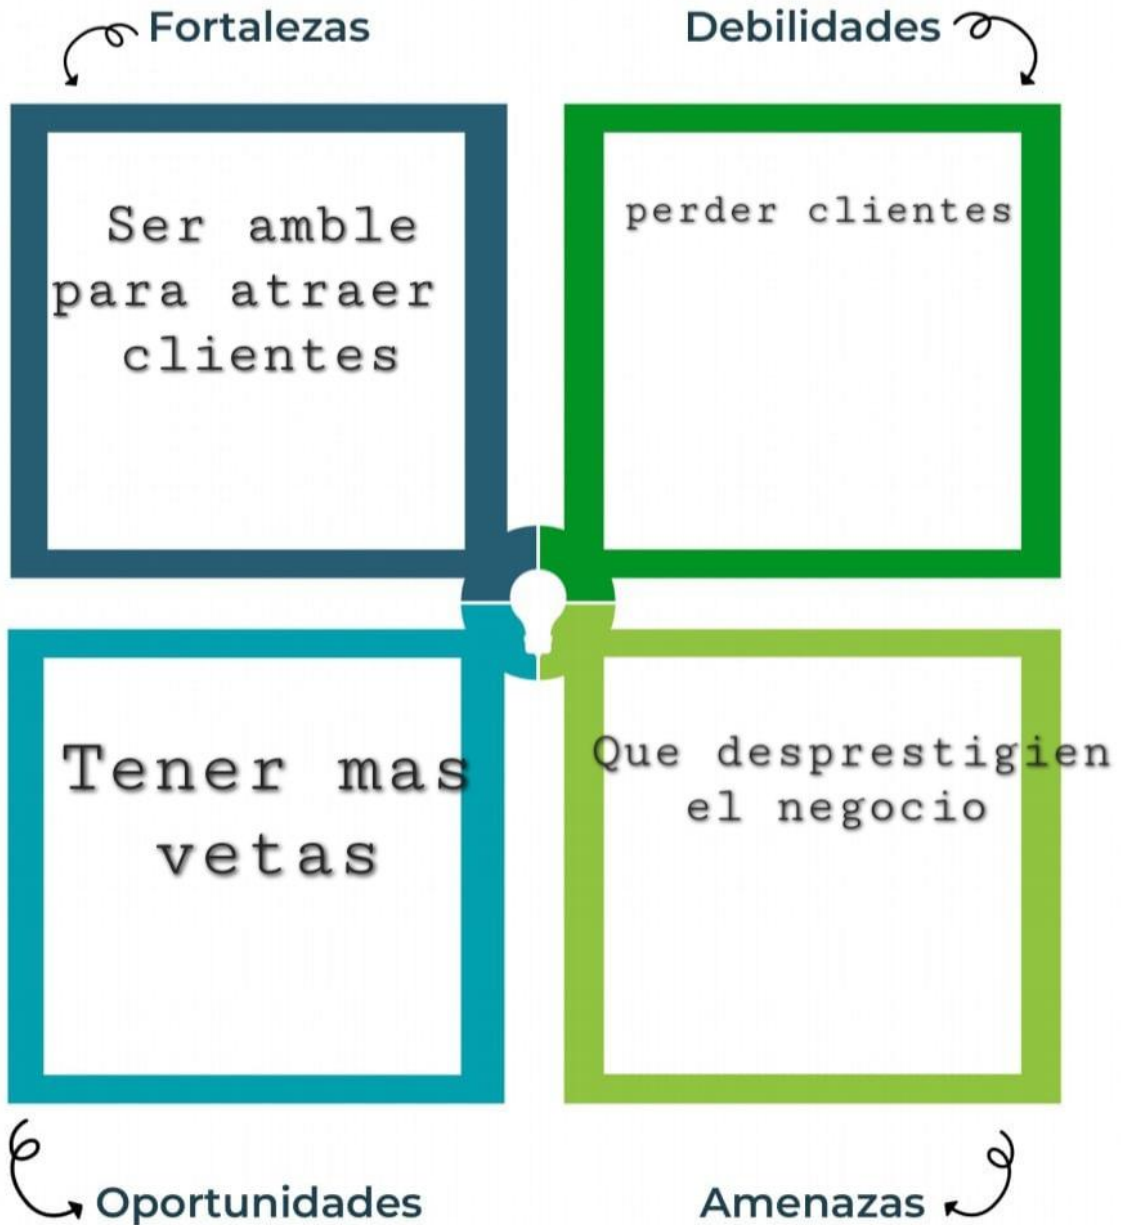 Fortalezas
Debilidades
Ser amble
para atraer
clientes
perder clientes
Tener mas
vetas
Que desprestigien
el negocio
Oportunidades
Amenazas